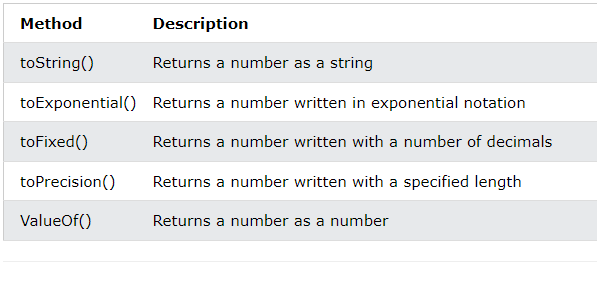 Method Description
toString() Returns a number as a string
toExponential() Returns a number written in exponential notation
toFixed() Returns a number written with a number of decimals
toPrecision() Returns a number written with a specified length
ValueOf() Returns a number as a number